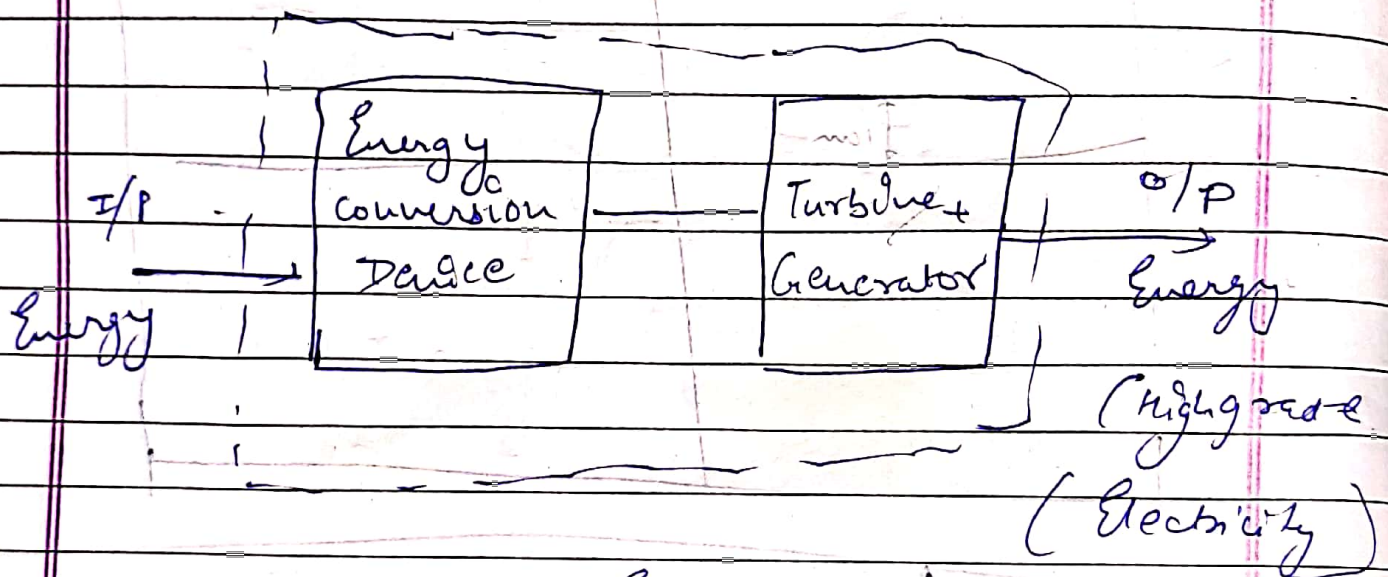 I/P
Energy
Energy
conversion
Device
Turbine +
Generator
O/P
Energy
(High grade
(Electricity)